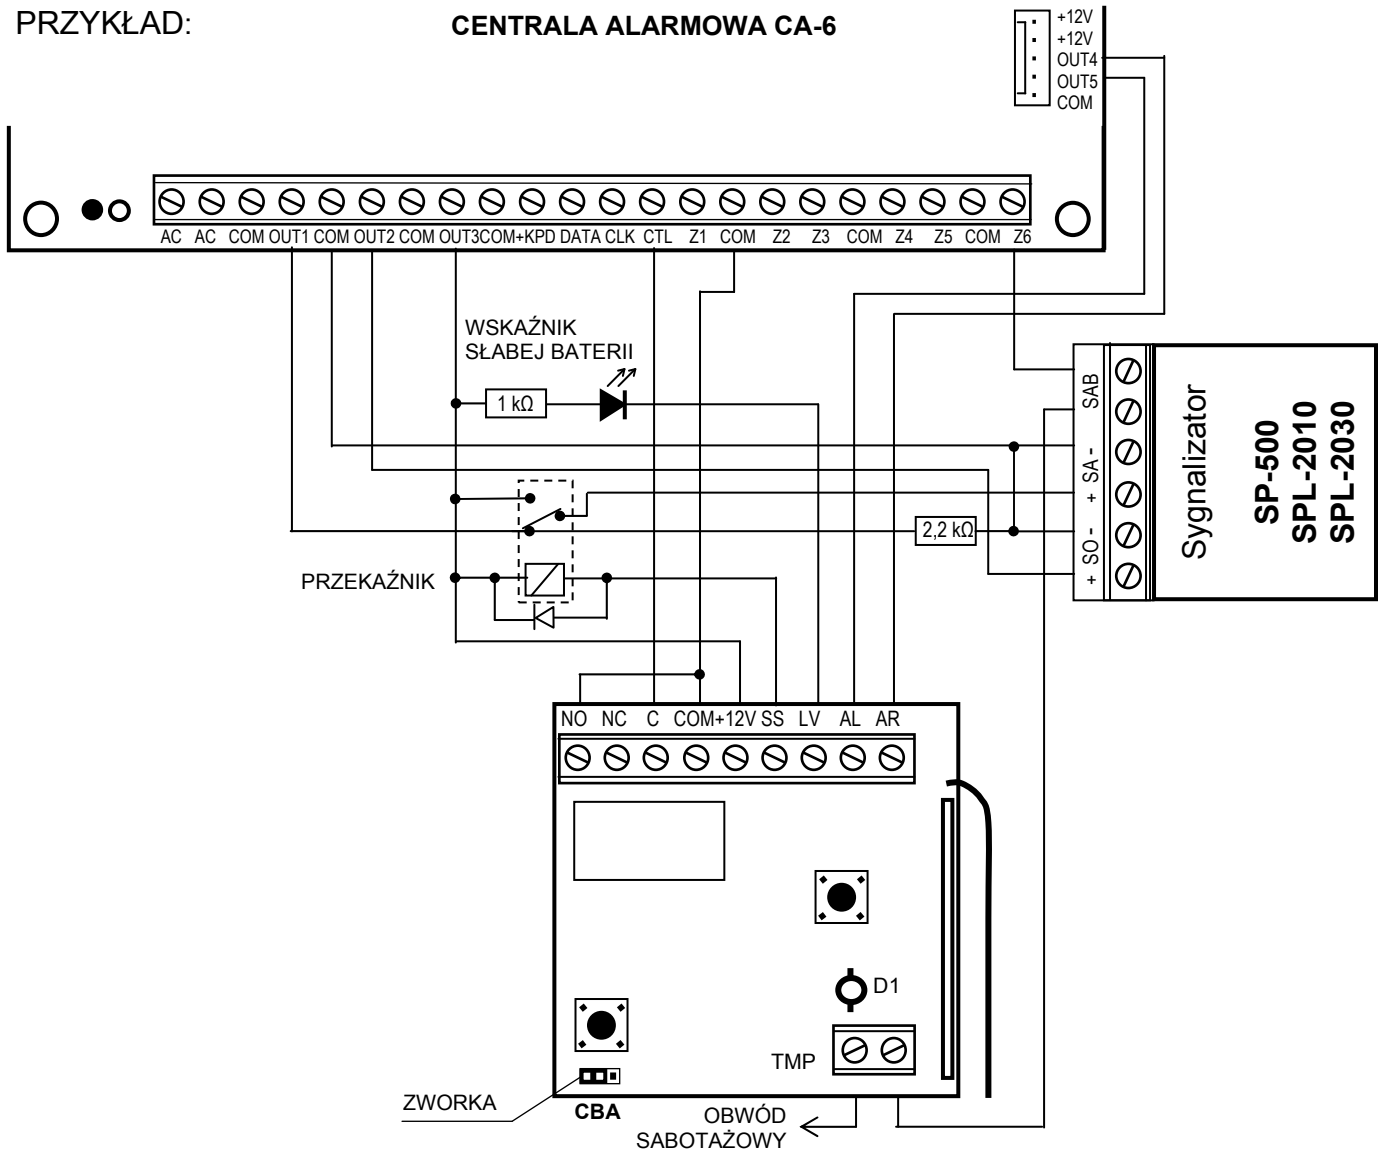 PRZYKŁAD:
CENTRALA ALARMOWA CA-6
+12V
+12V
OUT4
OUT5
COM
AC AC COM OUT1 COM OUT2 COM OUT3 COM +KPD DATA CLK CTL Z1 COM Z2 Z3 COM Z4 Z5 COM Z6
WSKAŹNIK
SŁABEJ BATERII
1 kΩ
2,2 kΩ
PRZEKAŹNIK
SAB
+ SA -
+ SO -
Sygnalizator
SP-500
SPL-2010
SPL-2030
NO NC C COM +12V SS LV AL AR
D1
TMP
ZWORKA
CBA
OBWÓD
SABOTAŻOWY